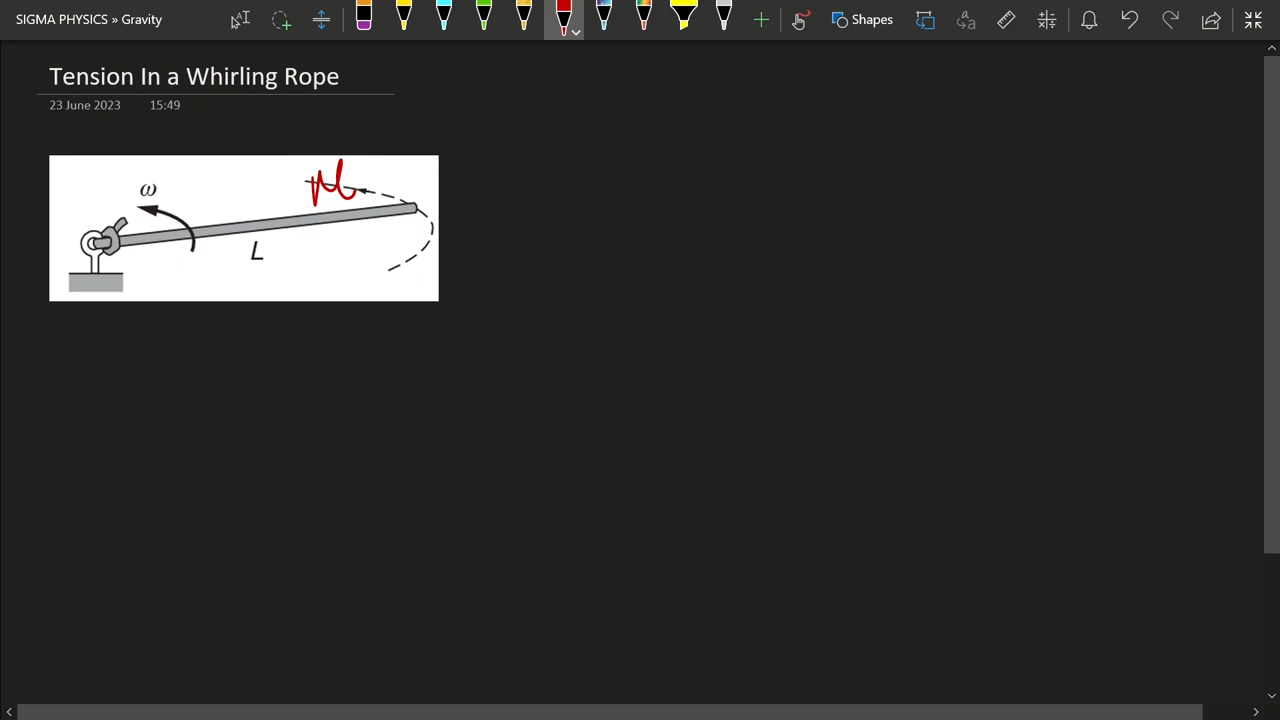 SIGMA PHYSICS » Gravity
Shapes
Tension In a Whirling Rope
23 June 2023 15:49
M
ω
L